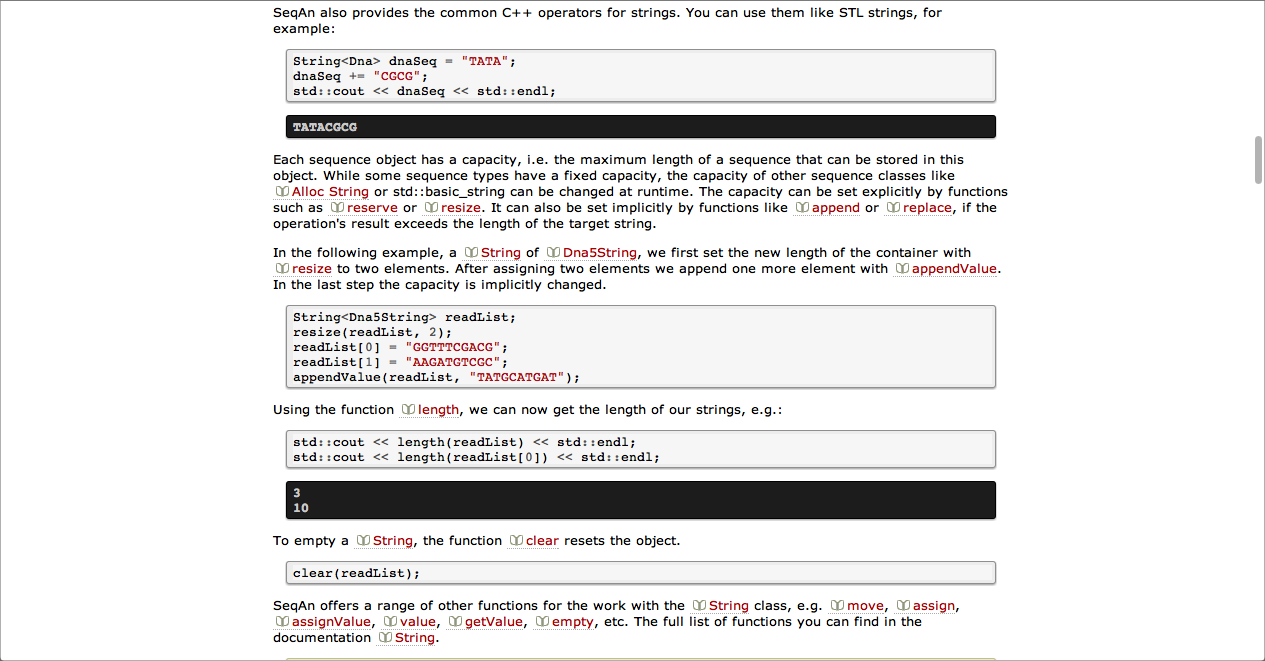 SeqAn also provides the common C++ operators for strings. You can use them like STL strings, for
example:
String<Dna> dnaSeq = "TATA";
dnaSeq += "CGCG";
std::cout << dnaSeq << std::endl;
TATACGCG
Each sequence object has a capacity, i.e. the maximum length of a sequence that can be stored in this
object. While some sequence types have a fixed capacity, the capacity of other sequence classes like
Alloc String or std::basic_string can be changed at runtime. The capacity can be set explicitly by functions
such as reserve or resize. It can also be set implicitly by functions like append or replace, if the
operation's result exceeds the length of the target string.
In the following example, a String of Dna5String, we first set the new length of the container with
resize to two elements. After assigning two elements we append one more element with appendValue.
In the last step the capacity is implicitly changed.
String<Dna5String> readList;
resize(readList, 2);
readList[0] = "GGTTTCGACG";
readList[1] = "AAGATGTCGC";
appendValue(readList, "TATGCATGAT");
Using the function length, we can now get the length of our strings, e.g.:
std::cout << length(readList) << std::endl;
std::cout << length(readList[0]) << std::endl;
3
10
To empty a String, the function clear resets the object.
clear(readList);
SeqAn offers a range of other functions for the work with the String class, e.g. move, assign,
assignValue, value, getValue, empty, etc. The full list of functions you can find in the
documentation String.